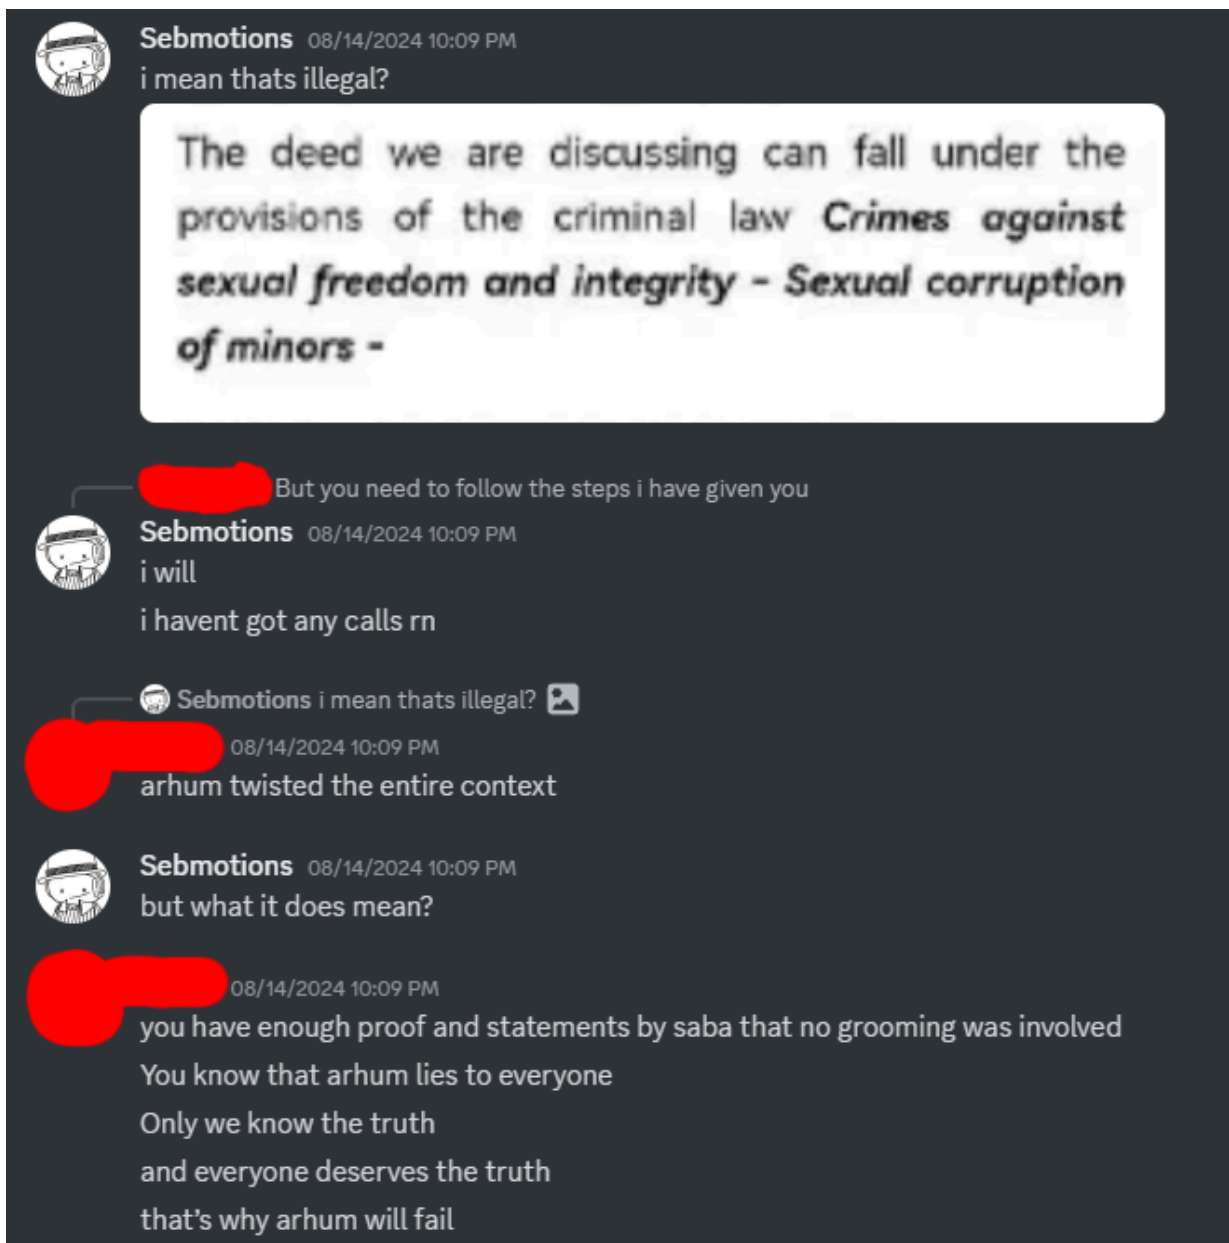 Sebmotions 08/14/2024 10:09 PM
i mean thats illegal?
The deed we are discussing can fall under the
provisions of the criminal law Crimes against
sexual freedom and integrity - Sexual corruption
of minors -
But you need to follow the steps i have given you
Sebmotions 08/14/2024 10:09 PM
i will
i havent got any calls rn
Sebmotions i mean thats illegal?
08/14/2024 10:09 PM
arhum twisted the entire context
Sebmotions 08/14/2024 10:09 PM
but what it does mean?
08/14/2024 10:09 PM
you have enough proof and statements by saba that no grooming was involved
You know that arhum lies to everyone
Only we know the truth
and everyone deserves the truth
that's why arhum will fail